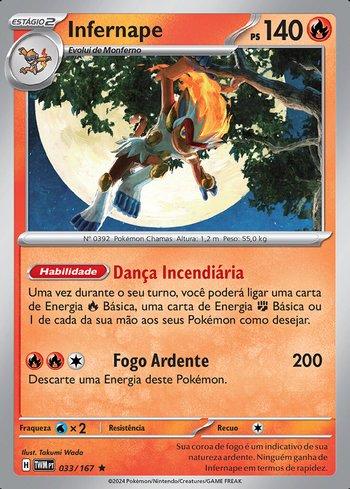 ESTÁGIO 2
Infernape
PS 140
Evolui de Monferno
Nº 0392 Pokémon Chamas Altura: 1,2 m Peso: 55,0 kg
Habilidade Dança Incendiária
Uma vez durante o seu turno, você poderá ligar uma carta
de Energia Básica, uma carta de Energia Básica ou
1 de cada da sua mão aos seus Pokémon como desejar.
Fogo Ardente 200
Descarte uma Energia deste Pokémon.
Fraqueza × 2 Resistência Recuo
Ilust. Takumi Wada
Sua coroa de fogo é um indicativo de sua
natureza ardente. Ninguém ganha de
Infernape em termos de rapidez.
H TWM PT 033/167 ★
©2024 Pokémon/Nintendo/Creatures/GAME FREAK